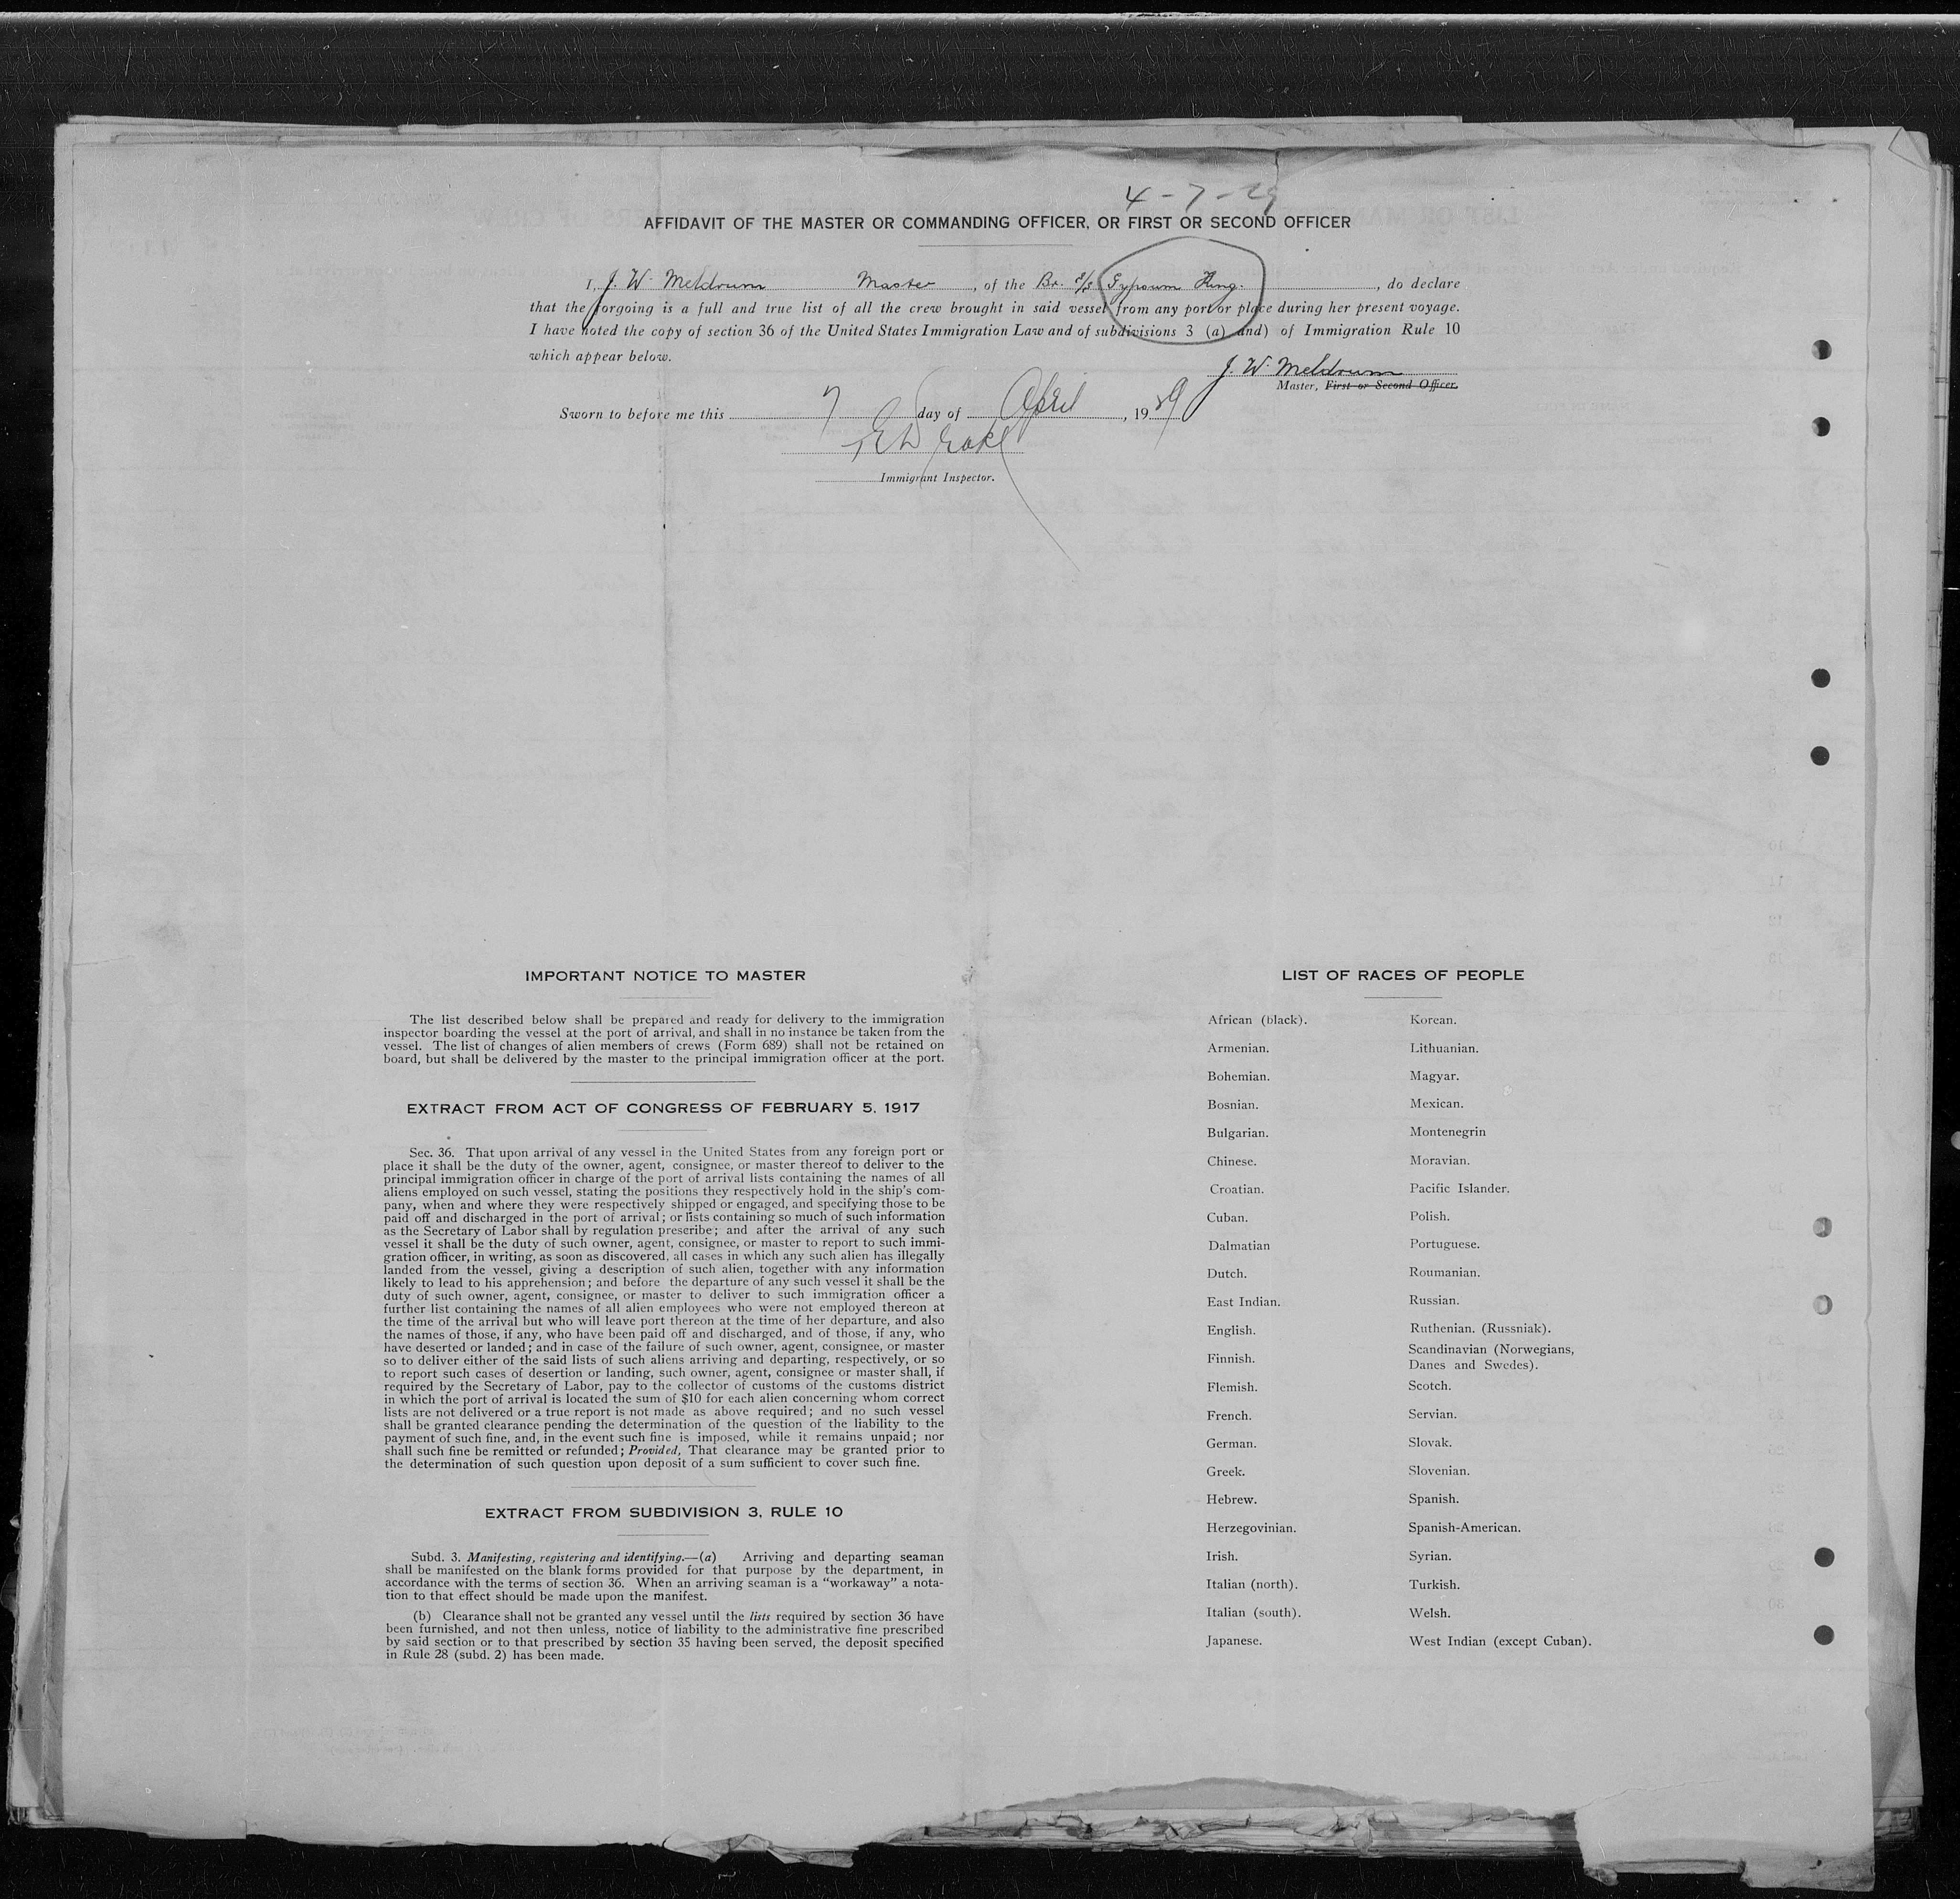 4-7-29
AFFIDAVIT OF THE MASTER OR COMMANDING OFFICER, OR FIRST OR SECOND OFFICER
I, J. W. Meldrum Master , of the Br. S/S Gypsum King. , do declare
that the forgoing is a full and true list of all the crew brought in said vessel from any port or place during her present voyage.
I have noted the copy of section 36 of the United States Immigration Law and of subdivisions 3 (a) and) of Immigration Rule 10
which appear below.
J. W. Meldrum
Master, First or Second Officer.
Sworn to before me this 7 day of April , 1929
Immigrant Inspector.
IMPORTANT NOTICE TO MASTER
The list described below shall be prepared and ready for delivery to the immigration
inspector boarding the vessel at the port of arrival, and shall in no instance be taken from the
vessel. The list of changes of alien members of crews (Form 689) shall not be retained on
board, but shall be delivered by the master to the principal immigration officer at the port.
EXTRACT FROM ACT OF CONGRESS OF FEBRUARY 5, 1917
Sec. 36. That upon arrival of any vessel in the United States from any foreign port or
place it shall be the duty of the owner, agent, consignee, or master thereof to deliver to the
principal immigration officer in charge of the port of arrival lists containing the names of all
aliens employed on such vessel, stating the positions they respectively hold in the ship's com-
pany, when and where they were respectively shipped or engaged, and specifying those to be
paid off and discharged in the port of arrival; or lists containing so much of such information
as the Secretary of Labor shall by regulation prescribe; and after the arrival of any such
vessel it shall be the duty of such owner, agent, consignee, or master to report to such immi-
gration officer, in writing, as soon as discovered, all cases in which any such alien has illegally
landed from the vessel, giving a description of such alien, together with any information
likely to lead to his apprehension; and before the departure of any such vessel it shall be the
duty of such owner, agent, consignee, or master to deliver to such immigration officer a
further list containing the names of all alien employees who were not employed thereon at
the time of the arrival but who will leave port thereon at the time of her departure, and also
the names of those, if any, who have been paid off and discharged, and of those, if any, who
have deserted or landed; and in case of the failure of such owner, agent, consignee, or master
so to deliver either of the said lists of such aliens arriving and departing, respectively, or so
to report such cases of desertion or landing, such owner, agent, consignee or master shall, if
required by the Secretary of Labor, pay to the collector of customs of the customs district
in which the port of arrival is located the sum of $10 for each alien concerning whom correct
lists are not delivered or a true report is not made as above required; and no such vessel
shall be granted clearance pending the determination of the question of the liability to the
payment of such fine, and, in the event such fine is imposed, while it remains unpaid; nor
shall such fine be remitted or refunded; Provided, That clearance may be granted prior to
the determination of such question upon deposit of a sum sufficient to cover such fine.
EXTRACT FROM SUBDIVISION 3, RULE 10
Subd. 3. Manifesting, registering and identifying.—(a) Arriving and departing seaman
shall be manifested on the blank forms provided for that purpose by the department, in
accordance with the terms of section 36. When an arriving seaman is a "workaway" a nota-
tion to that effect should be made upon the manifest.
(b) Clearance shall not be granted any vessel until the lists required by section 36 have
been furnished, and not then unless, notice of liability to the administrative fine prescribed
by said section or to that prescribed by section 35 having been served, the deposit specified
in Rule 28 (subd. 2) has been made.
LIST OF RACES OF PEOPLE
African (black).
Armenian.
Bohemian.
Bosnian.
Bulgarian.
Chinese.
Croatian.
Cuban.
Dalmatian
Dutch.
East Indian.
English.
Finnish.
Flemish.
French.
German.
Greek.
Hebrew.
Herzegovinian.
Irish.
Italian (north).
Italian (south).
Japanese.
Korean.
Lithuanian.
Magyar.
Mexican.
Montenegrin
Moravian.
Pacific Islander.
Polish.
Portuguese.
Roumanian.
Russian.
Ruthenian. (Russniak).
Scandinavian (Norwegians,
Danes and Swedes).
Scotch.
Servian.
Slovak.
Slovenian.
Spanish.
Spanish-American.
Syrian.
Turkish.
Welsh.
West Indian (except Cuban).